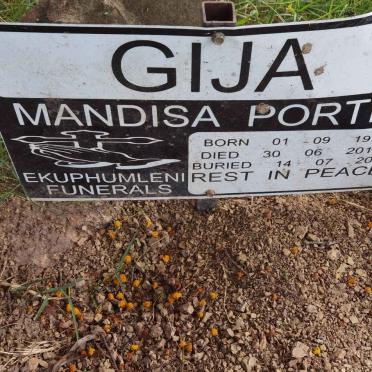 GIJA
MANDISA PORTI
BORN 01-09 19
DIED 30 06 201
BURIED 14 07 20
EKUPHUMLENI
FUNERALS
REST IN PEACE